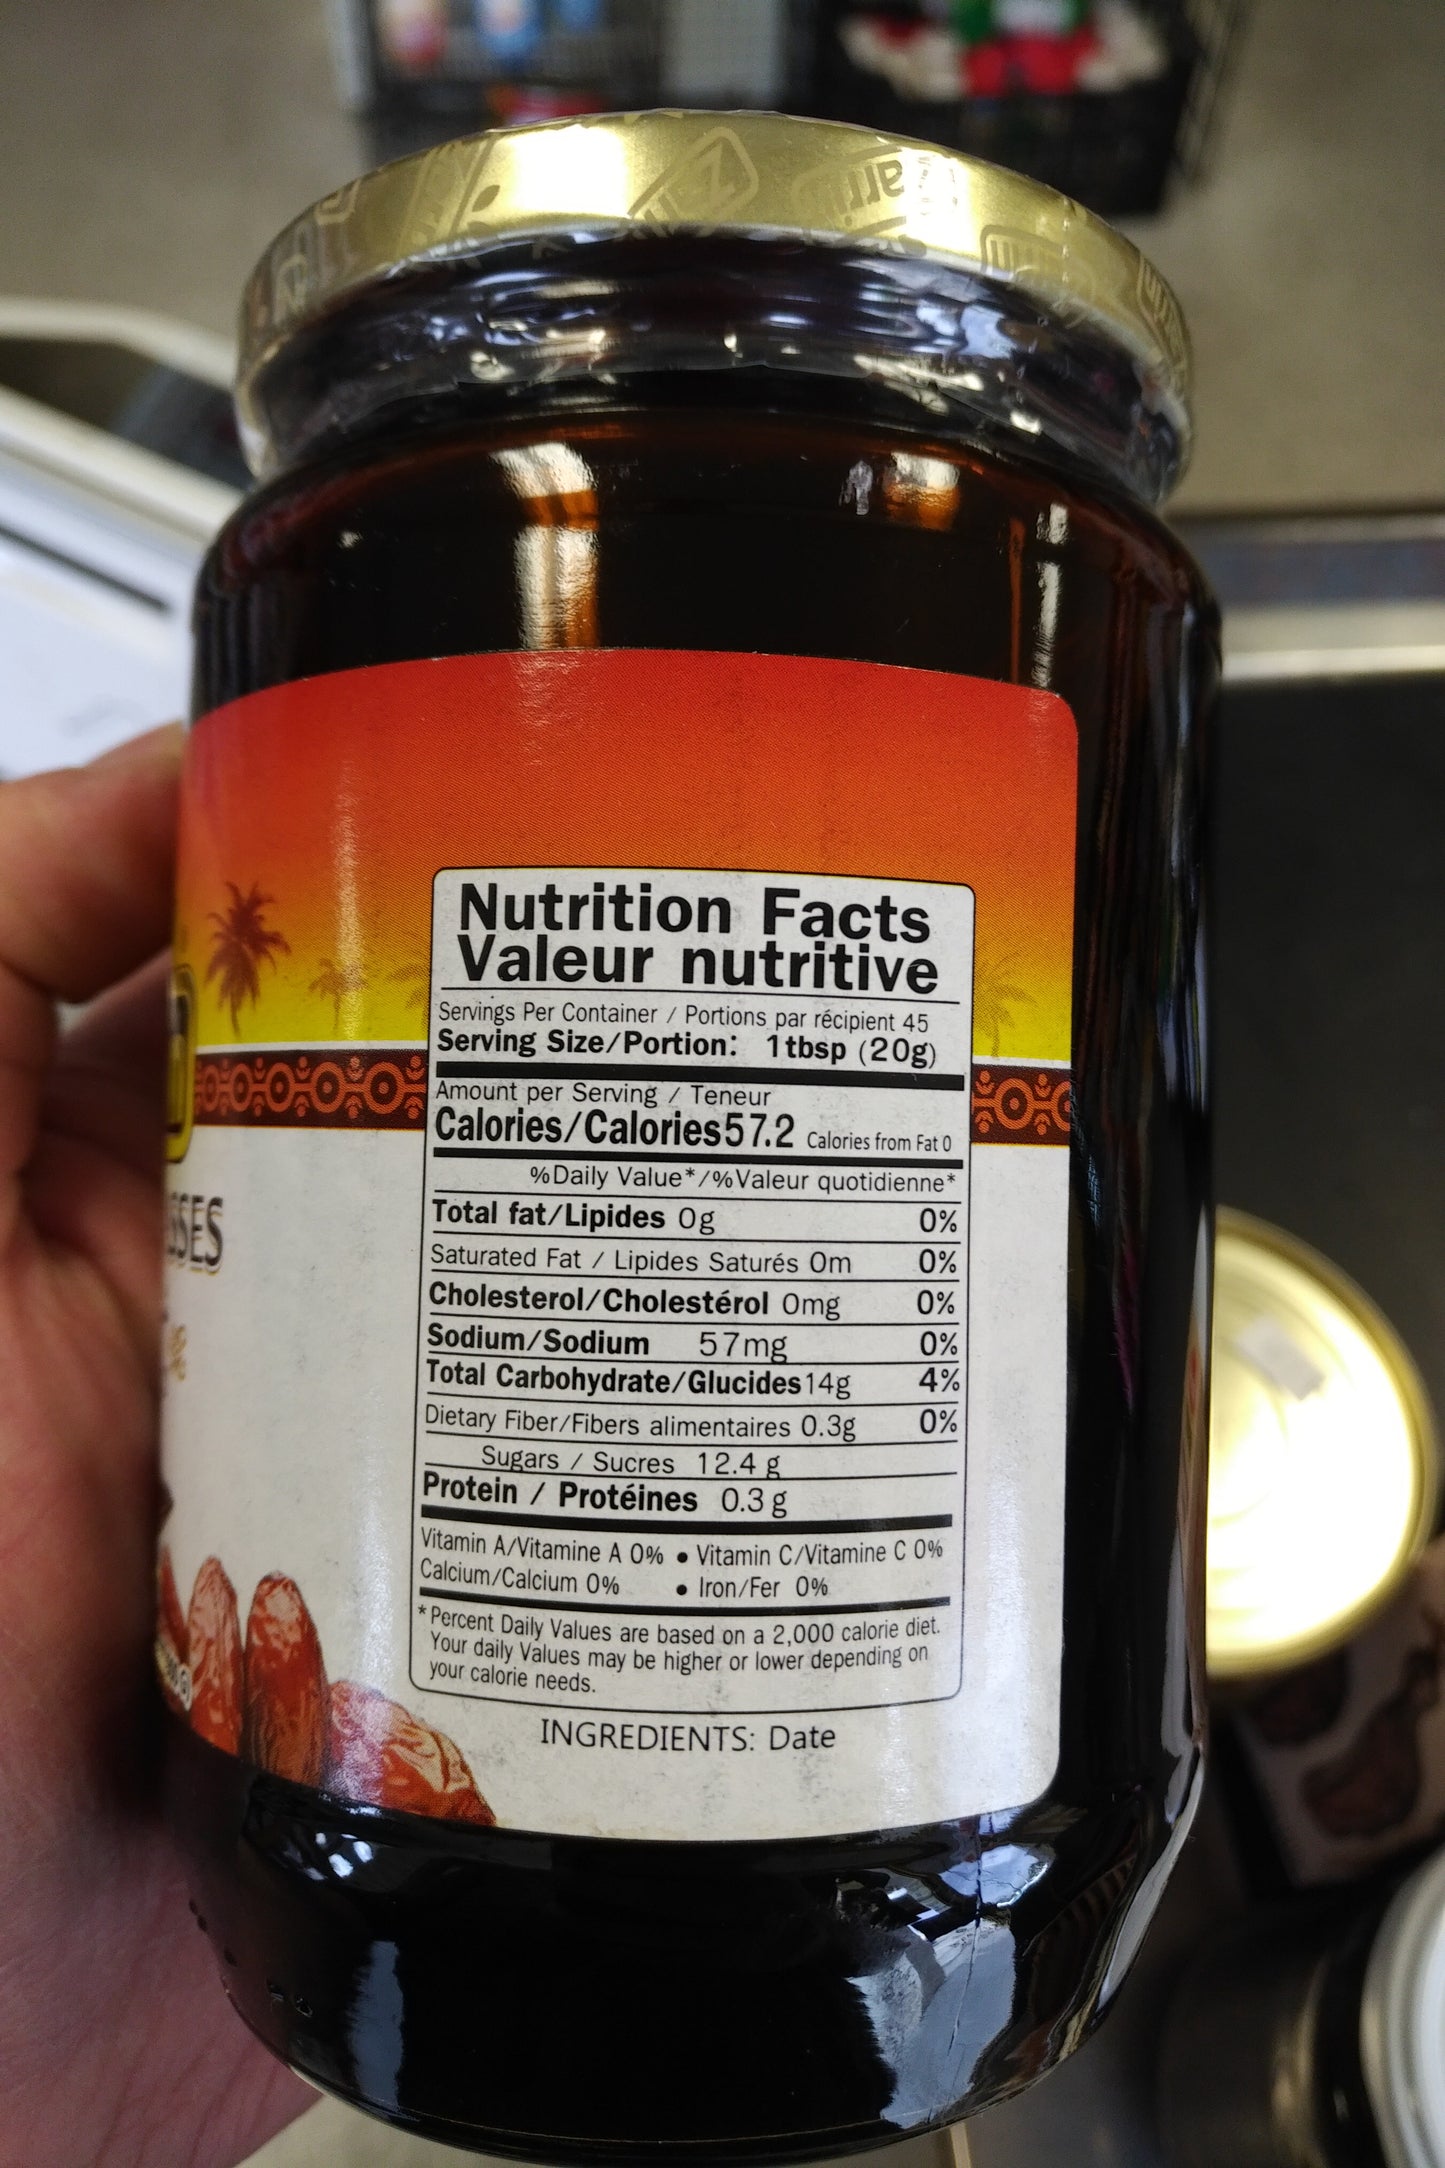 Nutrition Facts
Valeur nutritive
Servings Per Container / Portions par récipient 45
Serving Size/Portion: 1tbsp (20g)
Amount per Serving / Teneur
Calories/Calories 57.2 Calories from Fat 0
%Daily Value*/%Valeur quotidienne*
Total fat/Lipides 0g 0%
Saturated Fat / Lipides Saturés 0m 0%
Cholesterol/Cholestérol 0mg 0%
Sodium/Sodium 57mg 0%
Total Carbohydrate/Glucides 14g 4%
Dietary Fiber/Fibers alimentaires 0.3g 0%
Sugars / Sucres 12.4 g
Protein / Protéines 0.3 g
Vitamin A/Vitamine A 0% • Vitamin C/Vitamine C 0%
Calcium/Calcium 0% • Iron/Fer 0%
* Percent Daily Values are based on a 2,000 calorie diet.
Your daily Values may be higher or lower depending on
your calorie needs.
INGREDIENTS: Date